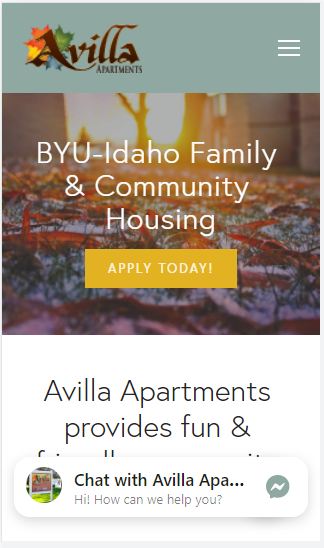 Avilla
APARTMENTS
BYU-Idaho Family
& Community
Housing
APPLY TODAY!
Avilla Apartments
provides fun &
Chat with Avilla Apa...
Hi! How can we help you?